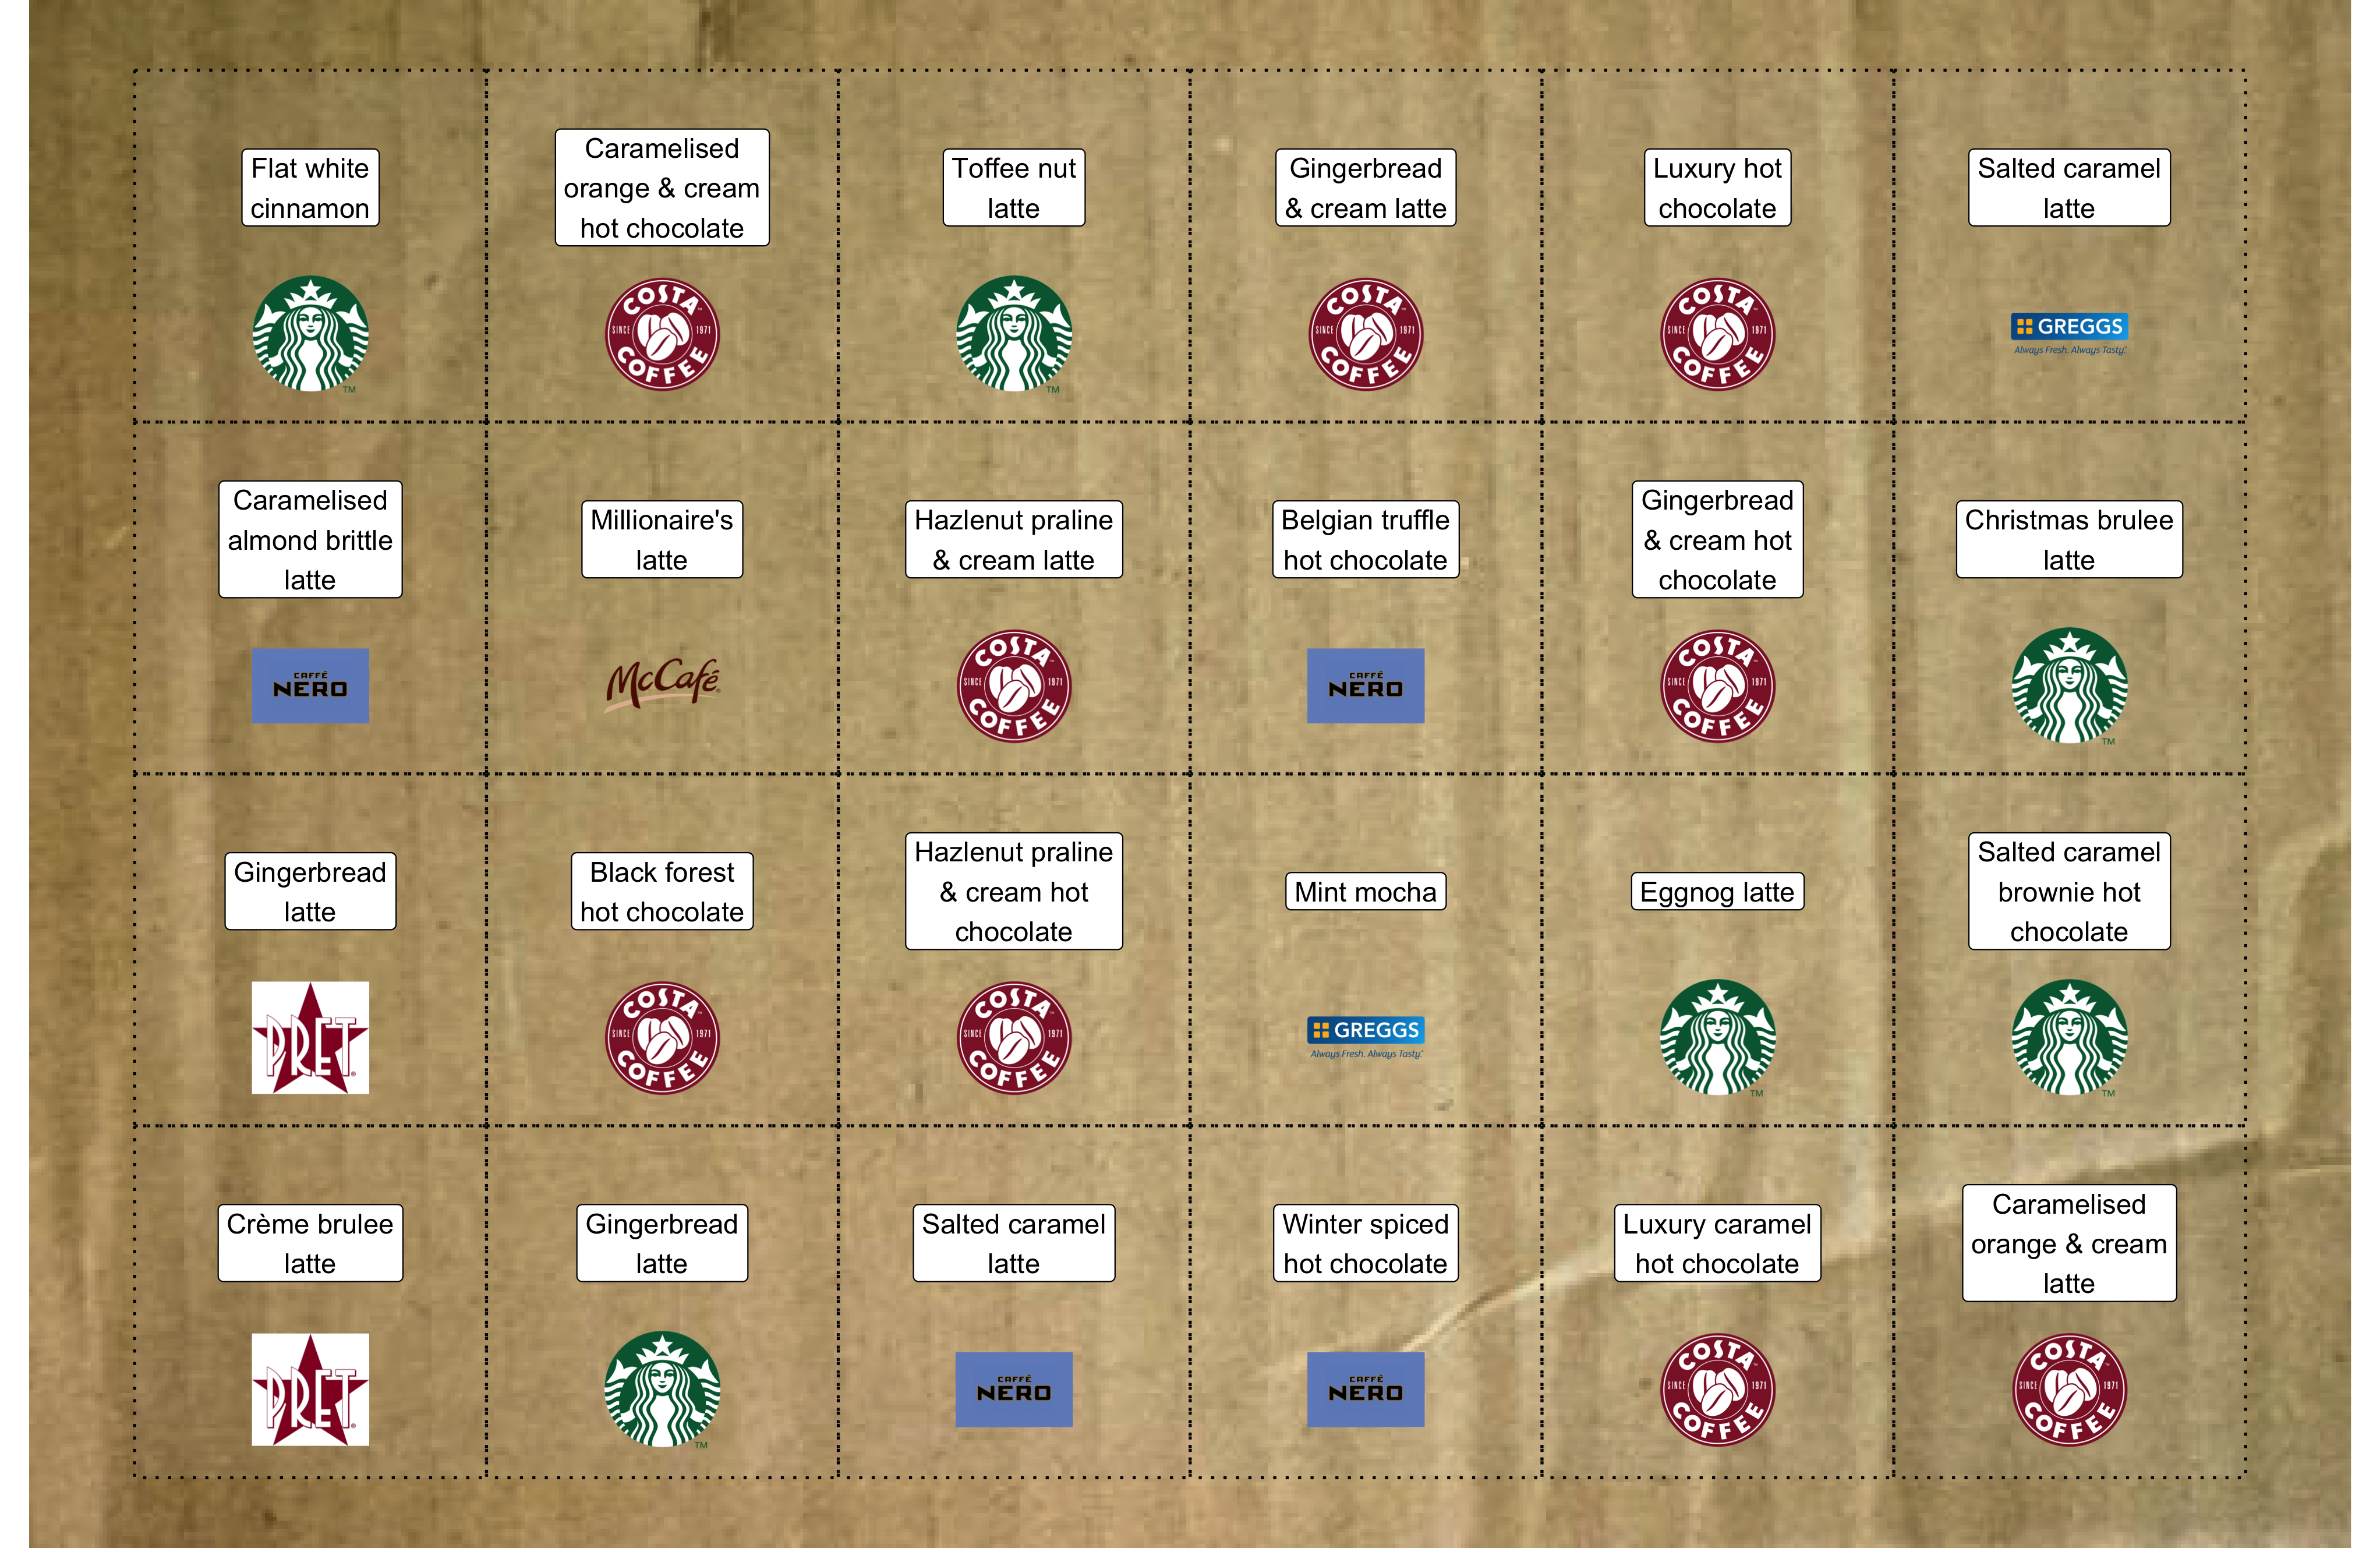 Flat white
cinnamon
Caramelised
orange & cream
hot chocolate
Toffee nut
latte
Gingerbread
& cream latte
Luxury hot
chocolate
Salted caramel
latte
TM
COSTA
SINCE 1971
COFFEE
TM
COSTA
SINCE 1971
COFFEE
COSTA
SINCE 1971
COFFEE
GREGGS
Always Fresh. Always Tasty.
Caramelised
almond brittle
latte
Millionaire's
latte
Hazlenut praline
& cream latte
Belgian truffle
hot chocolate
Gingerbread
& cream hot
chocolate
Christmas brulee
latte
CAFFÈ
NERO
McCafé
COSTA
SINCE 1971
COFFEE
CAFFÈ
NERO
COSTA
SINCE 1971
COFFEE
TM
Gingerbread
latte
Black forest
hot chocolate
Hazlenut praline
& cream hot
chocolate
Mint mocha
Eggnog latte
Salted caramel
brownie hot
chocolate
PRET
COSTA
SINCE 1971
COFFEE
COSTA
SINCE 1971
COFFEE
GREGGS
Always Fresh. Always Tasty.
TM
TM
Crème brulee
latte
Gingerbread
latte
Salted caramel
latte
Winter spiced
hot chocolate
Luxury caramel
hot chocolate
Caramelised
orange & cream
latte
PRET
TM
CAFFÈ
NERO
CAFFÈ
NERO
COSTA
SINCE 1971
COFFEE
COSTA
SINCE 1971
COFFEE